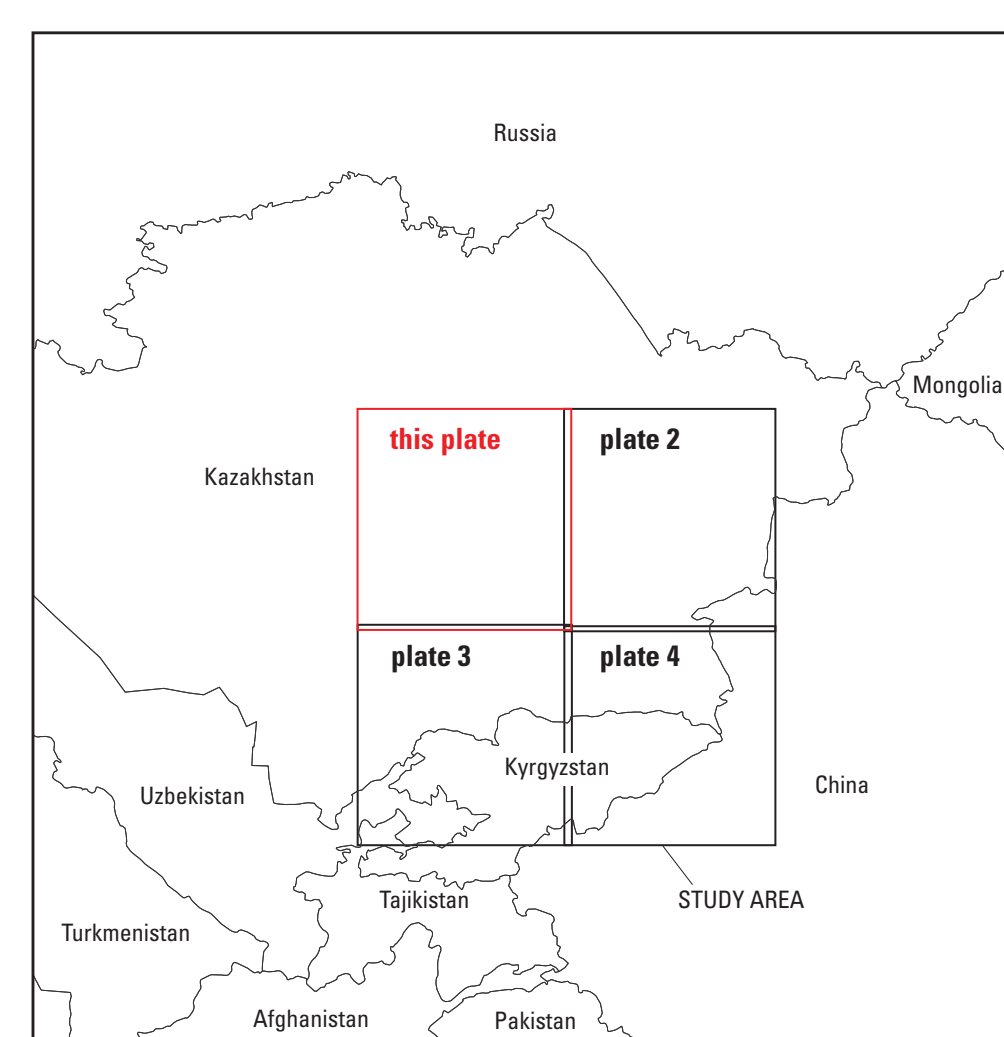 Russia
Mongolia
this plate
plate 2
Kazakhstan
plate 3
plate 4
Kyrgyzstan
China
Uzbekistan
Tajikistan
STUDY AREA
Turkmenistan
Afghanistan
Pakistan